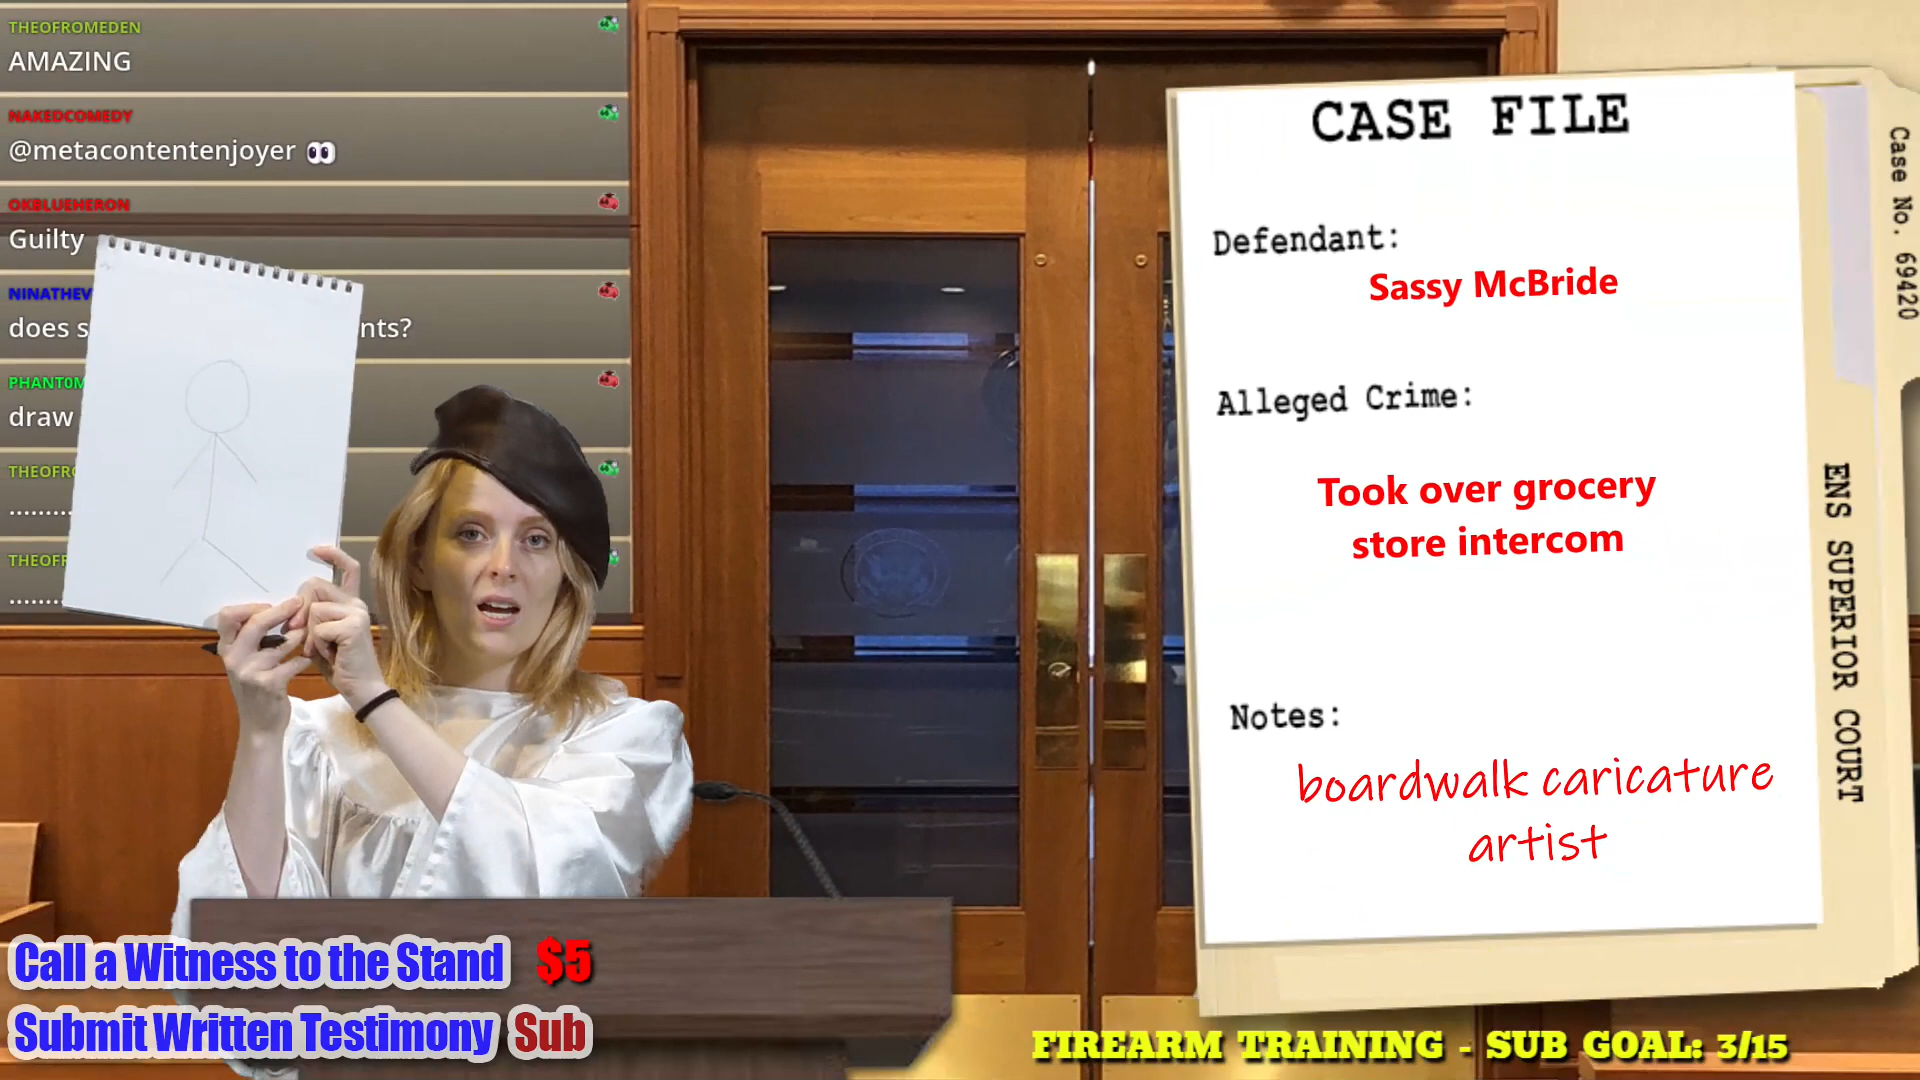 THEOFROMEDEN
AMAZING
NAKEDCOMEDY
@metacontentenjoyer
OKBLUEHERON
Guilty
does
draw
..........
..........
CASE FILE
Defendant:
Sassy McBride
Alleged Crime:
Took over grocery
store intercom
Notes:
boardwalk caricature
artist
Case No. 69420
ENS SUPERIOR COURT
Call a Witness to the Stand $5
Submit Written Testimony Sub
FIREARM TRAINING - SUB GOAL: 3/15